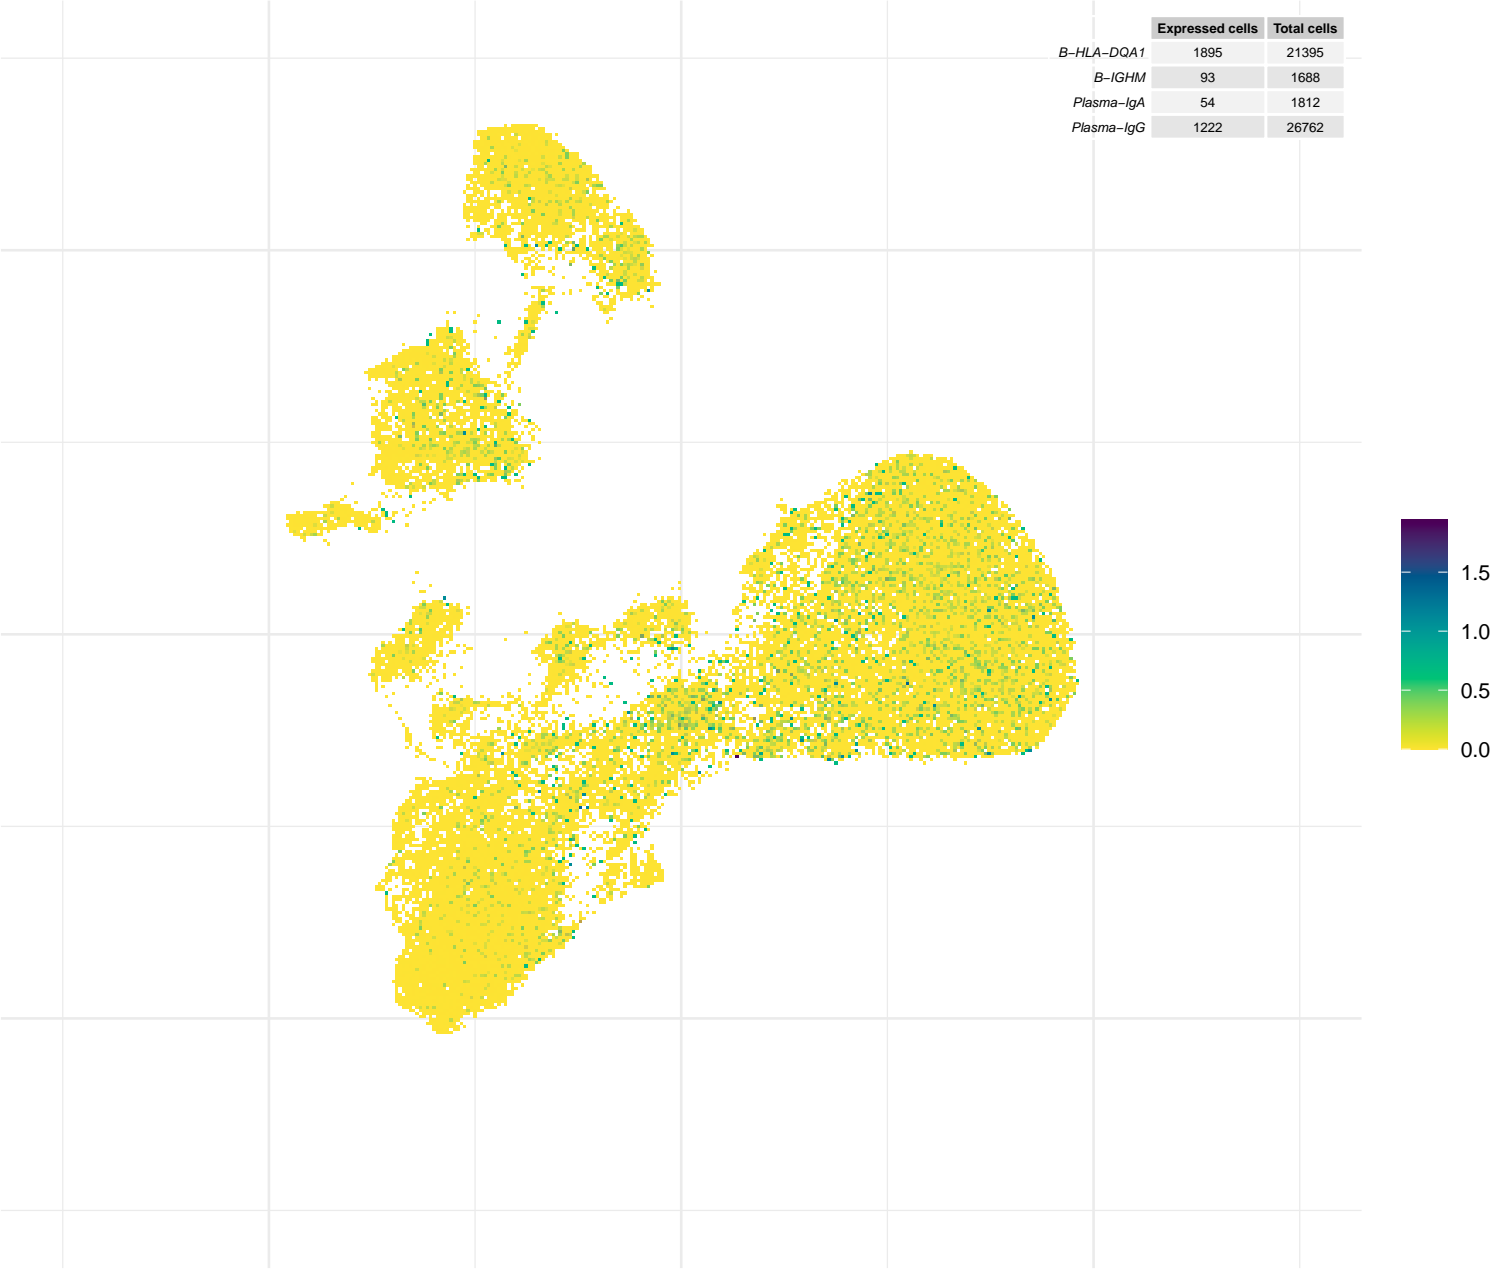 Expressed cells Total cells
B−HLA−DQA1 1895 21395
B−IGHM 93 1688
Plasma−IgA 54 1812
Plasma−IgG 1222 26762
1.5
1.0
0.5
0.0